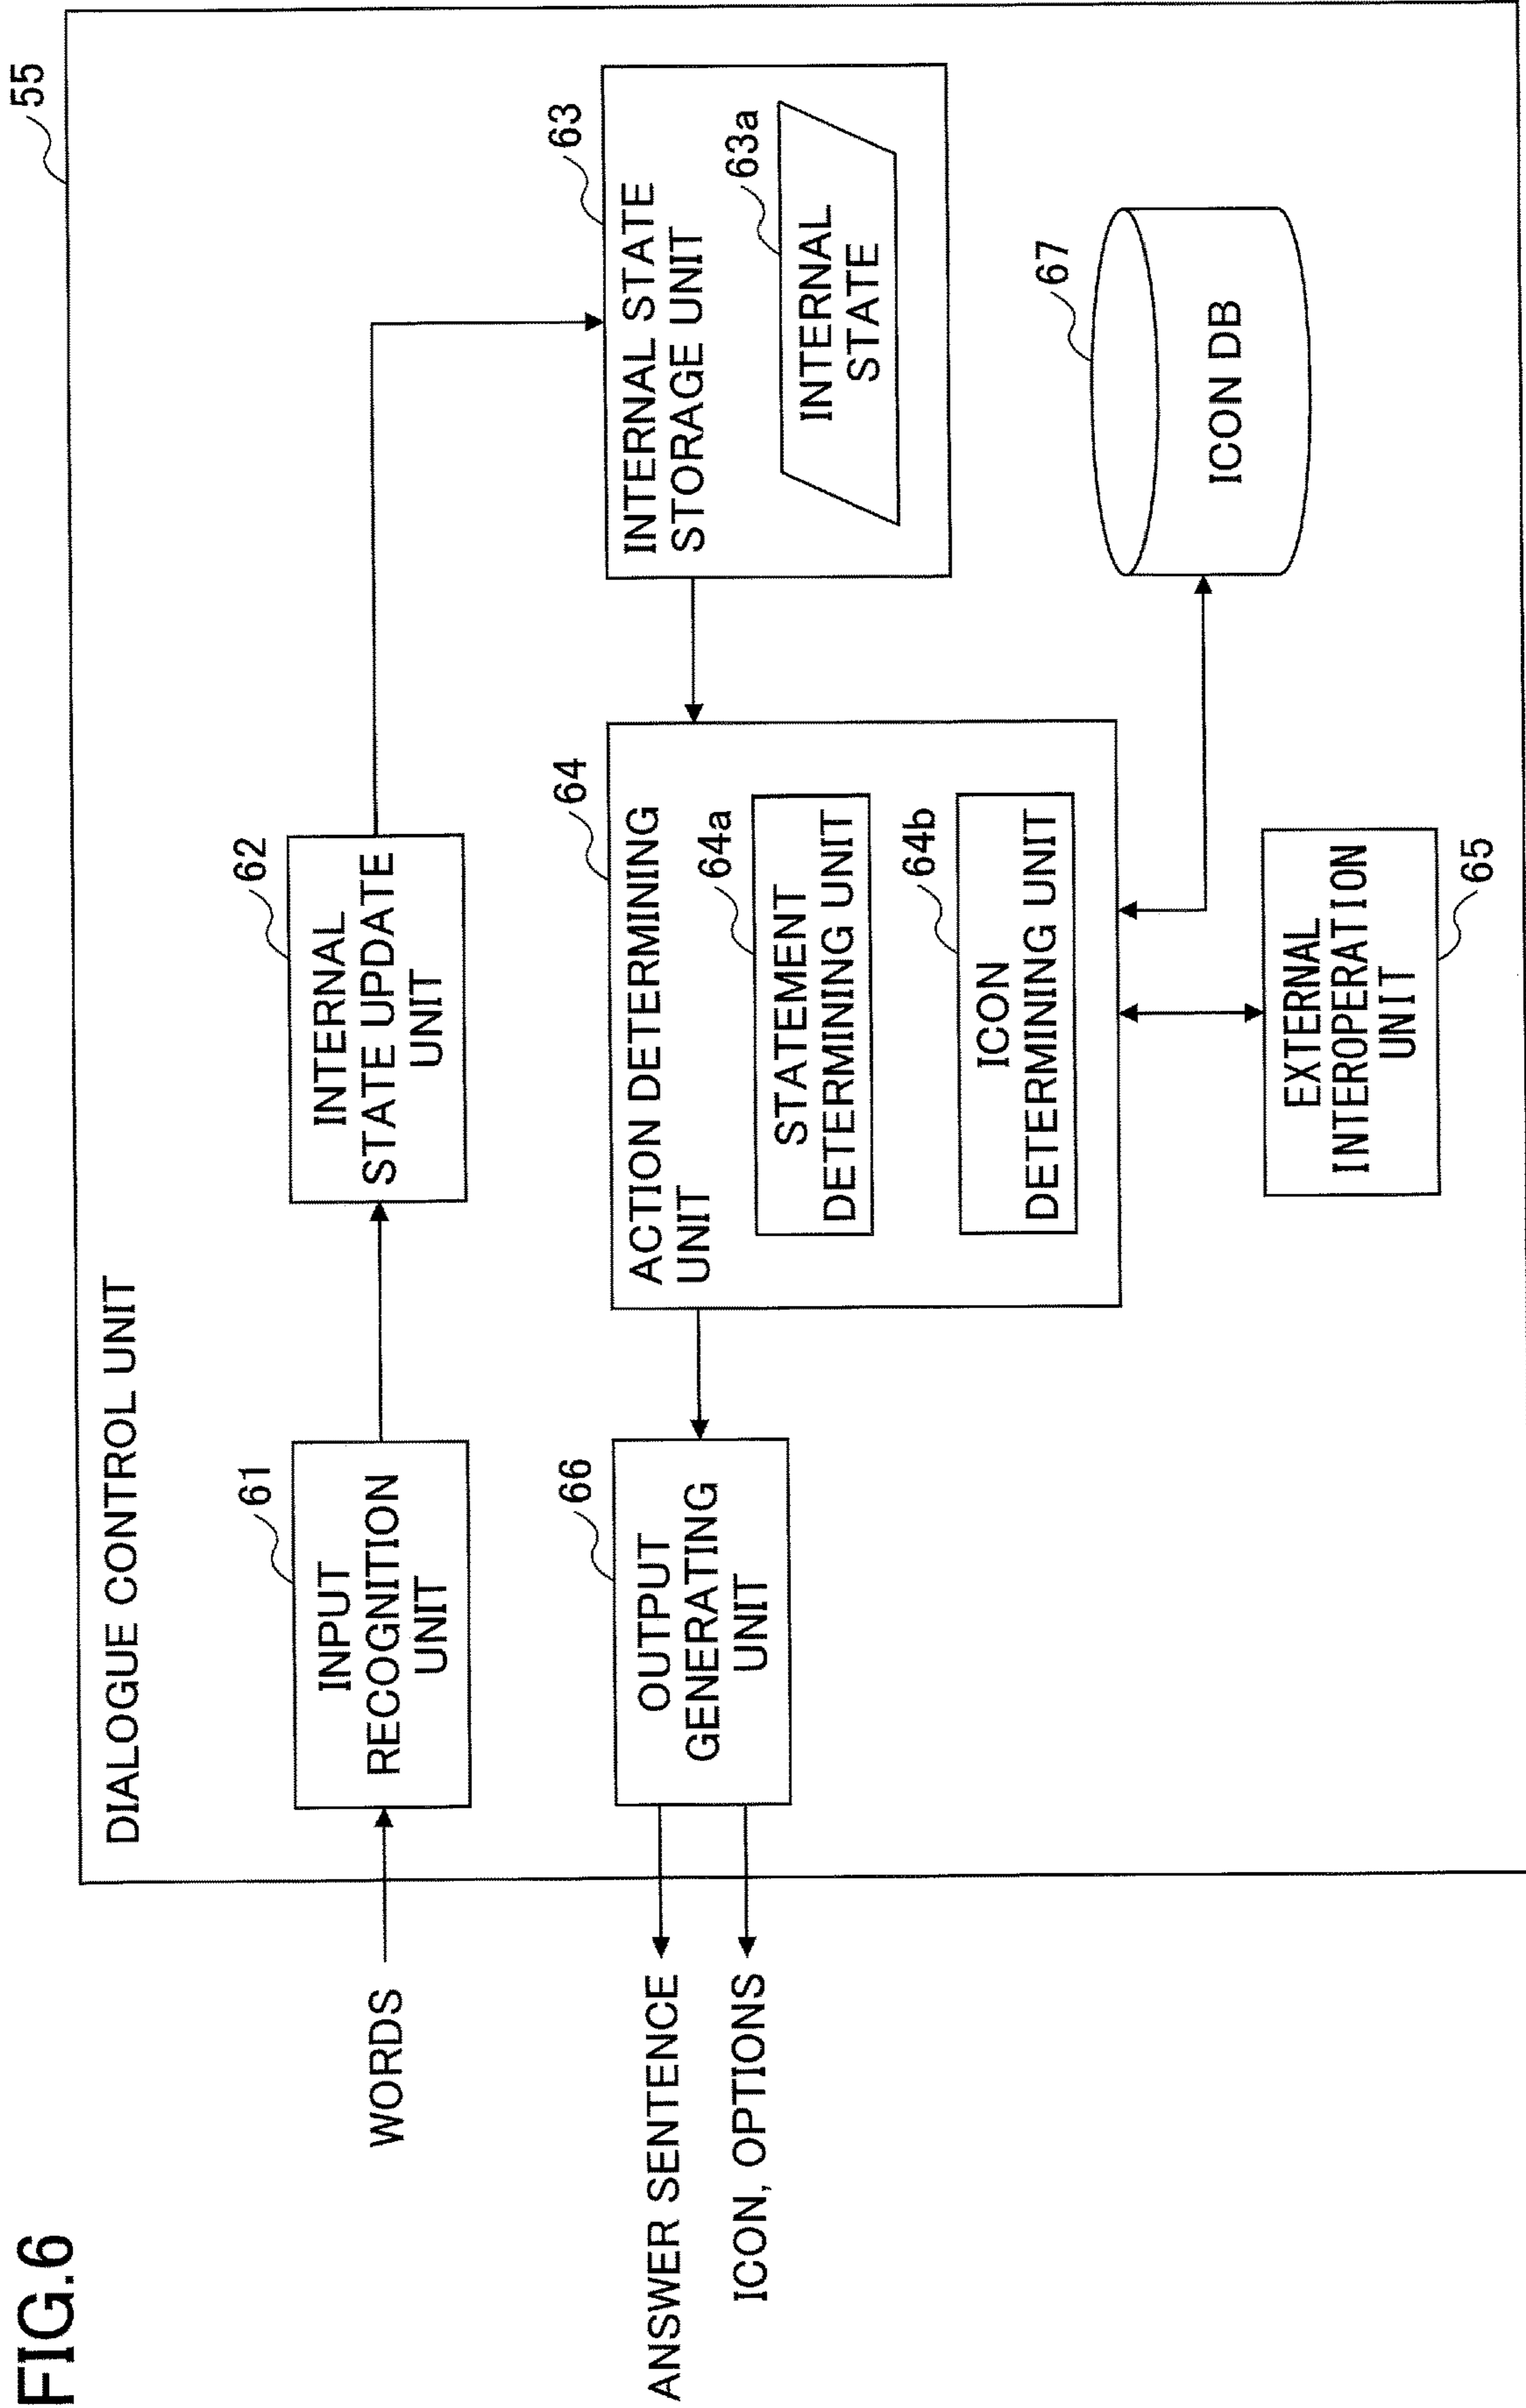 FIG.6
55
DIALOGUE CONTROL UNIT
WORDS
61
INPUT
RECOGNITION
UNIT
62
INTERNAL
STATE UPDATE
UNIT
63
INTERNAL STATE
STORAGE UNIT
63a
INTERNAL
STATE
64
ACTION DETERMINING
UNIT
64a
STATEMENT
DETERMINING UNIT
64b
ICON
DETERMINING UNIT
66
OUTPUT
GENERATING
UNIT
ANSWER SENTENCE
ICON, OPTIONS
67
ICON DB
EXTERNAL
INTEROPERATION
UNIT
65